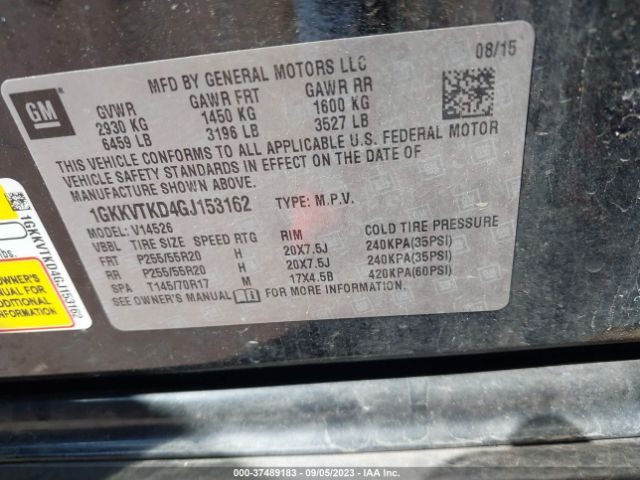 MFD BY GENERAL MOTORS LLC
08/15
GM
GVWR GAWR FRT GAWR RR
2930 KG 1450 KG 1600 KG
6459 LB 3196 LB 3527 LB
THIS VEHICLE CONFORMS TO ALL APPLICABLE U.S. FEDERAL MOTOR
VEHICLE SAFETY/STANDARDS IN EFFECT ON THE DATE OF
MANUFACTURE SHOWN ABOVE.
1GKKVTKD4GJ153162 TYPE: M.P.V.
MODEL: V14526
VBBL TIRE SIZE SPEED RTG RIM COLD TIRE PRESSURE
FRT P255/55R20 H 20X7.5J 240KPA(35PSI)
RR P255/55R20 H 20X7.5J 240KPA(35PSI)
SPA T145/70R17 M 17X4.5B 420KPA(60PSI)
SEE OWNER'S MANUAL FOR MORE INFORMATION.
1GKKVTKD4GJ153162
lbs.
OWNER'S
MANUAL FOR
ADDITIONAL
INFORMATION
000-37489183 - 09/05/2023 - IAA Inc.